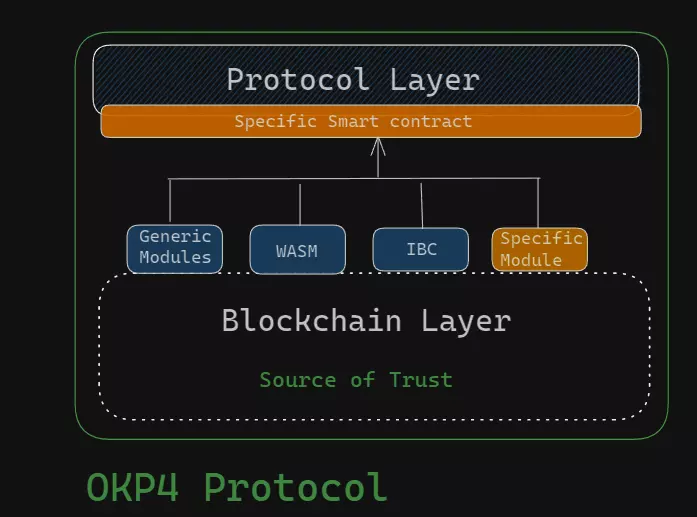 Protocol Layer
Specific Smart contract
Generic
Modules
WASM
IBC
Specific
Module
Blockchain Layer
Source of Trust
OKP4 Protocol